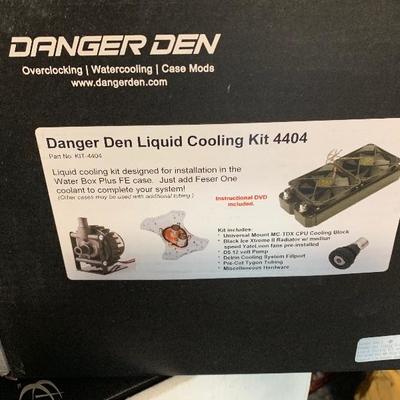 DANGER DEN
Overclocking | Watercooling | Case Mods
www.dangerden.com
Danger Den Liquid Cooling Kit 4404
Part No: KIT-4404
Liquid cooling kit designed for installation in the
Water Box Plus FE case. Just add Feser One
coolant to complete your system!
(Other cases may be used with additional tubing)
Instructional DVD
included.
Kit includes:
• Universal Mount MC-TDX CPU Cooling Block
• Black Ice Xtreme II Radiator w/ medium
speed YateLoon fans pre-installed
• D5 12 volt Pump
• Delrin Cooling System Fillport
• Pre-Cut Tygon Tubing
• Miscellaneous Hardware